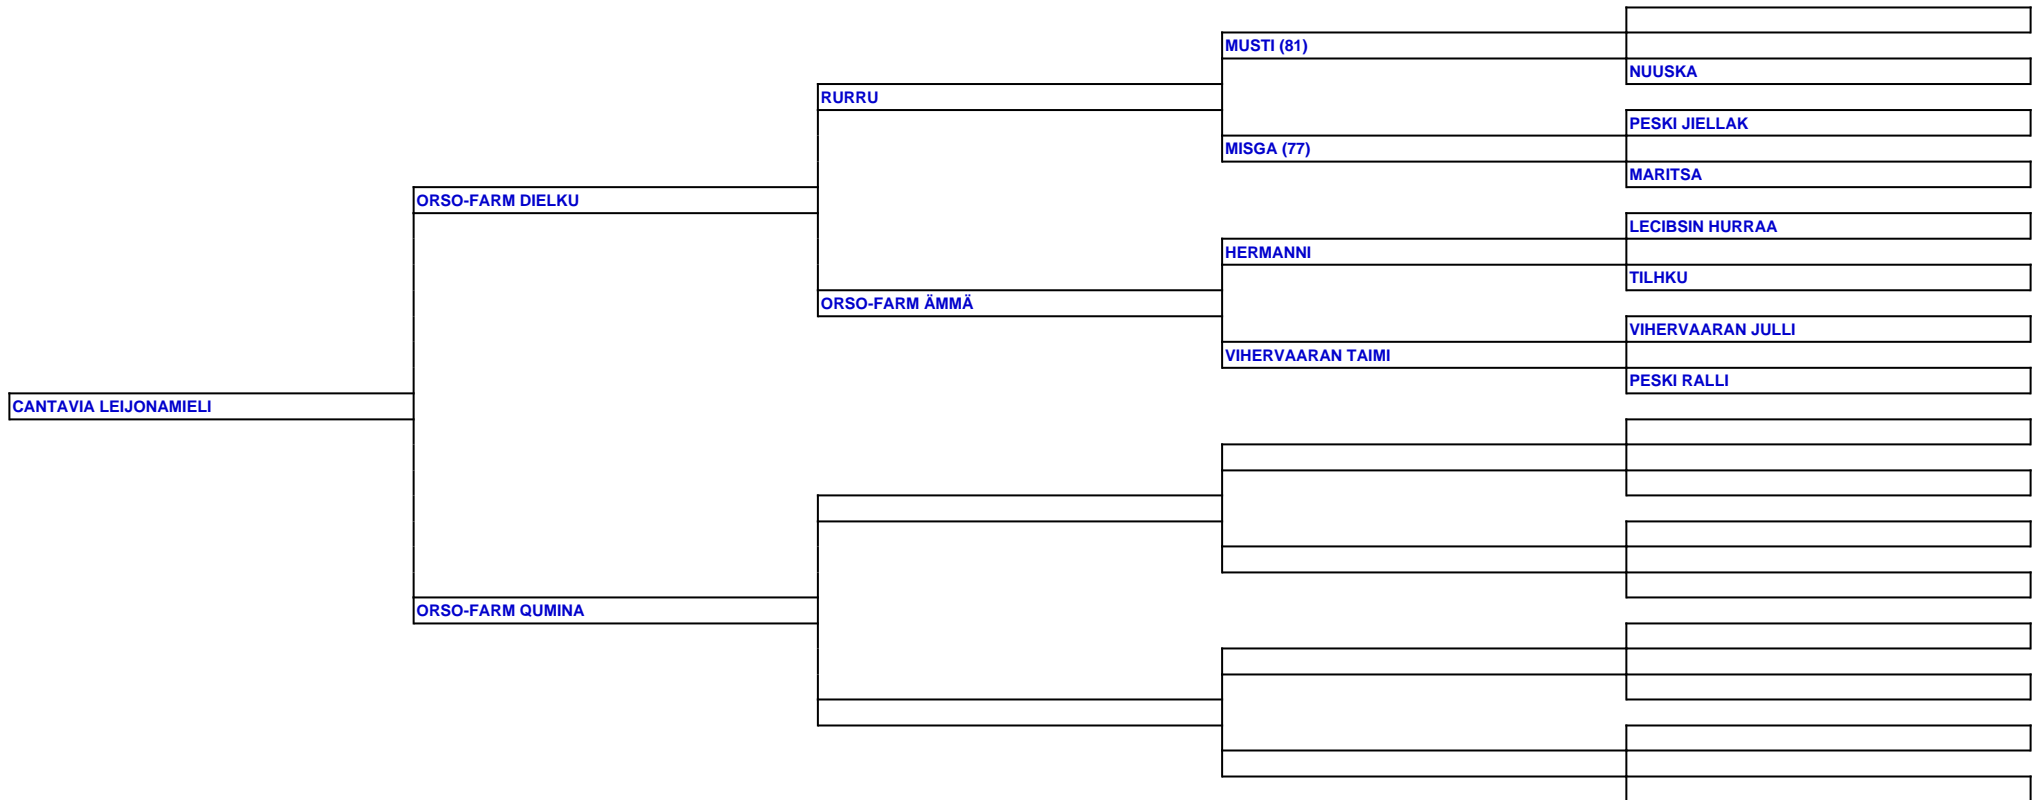 MUSTI (81)
NUUSKA
RURRU
PESKI JIELLAK
MISGA (77)
MARITSA
ORSO-FARM DIELKU
LECIBSIN HURRAA
HERMANNI
TILHKU
ORSO-FARM ÄMMÄ
VIHERVAARAN JULLI
VIHERVAARAN TAIMI
PESKI RALLI
CANTAVIA LEIJONAMIELI
ORSO-FARM QUMINA